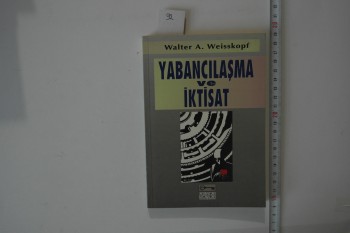 Walter A. Weisskopf
YABANCILAŞMA
ve
İKTİSAT